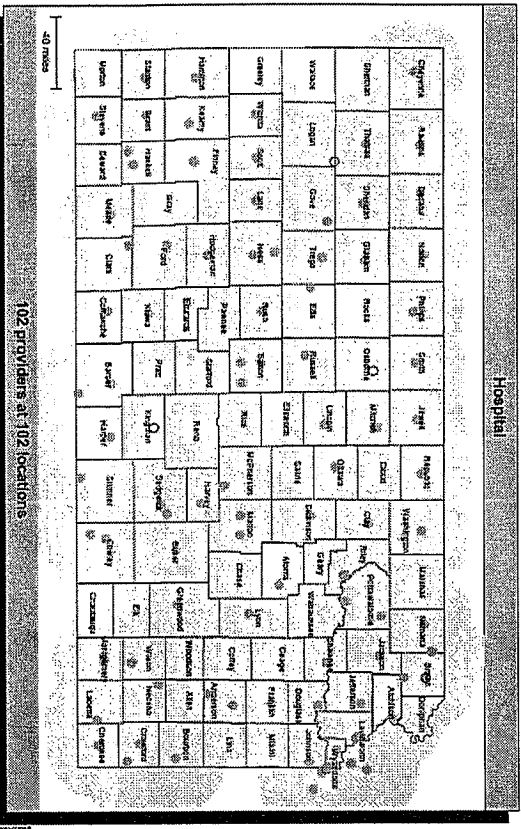 Hospital
Cheyenne Rawlins Decatur Norton Phillips Smith Jewell Republic Washington Marshall Nemaha Brown Doniphan
Sherman Thomas Sheridan Graham Rooks Osborne Mitchell Cloud Clay Riley Pottawatomie Jackson Atchison
Wallace Logan Gove Trego Ellis Russell Lincoln Ottawa Dickinson Geary Wabaunsee Douglas Johnson
Greeley Wichita Scott Lane Ness Rush Barton Ellsworth Saline Morris Osage Franklin Miami
Hamilton Kearny Finney Hodgeman Pawnee Rice McPherson Marion Chase Lyon Coffey Anderson Linn
Stanton Grant Haskell Gray Ford Edwards Stafford Reno Harvey Butler Greenwood Woodson Allen Bourbon
Morton Stevens Seward Meade Clark Kiowa Pratt Kingman Sedgwick Elk Wilson Neosho Crawford
Comanche Barber Harper Sumner Cowley Chautauqua Labette Cherokee
40 miles
102 providers at 102 locations